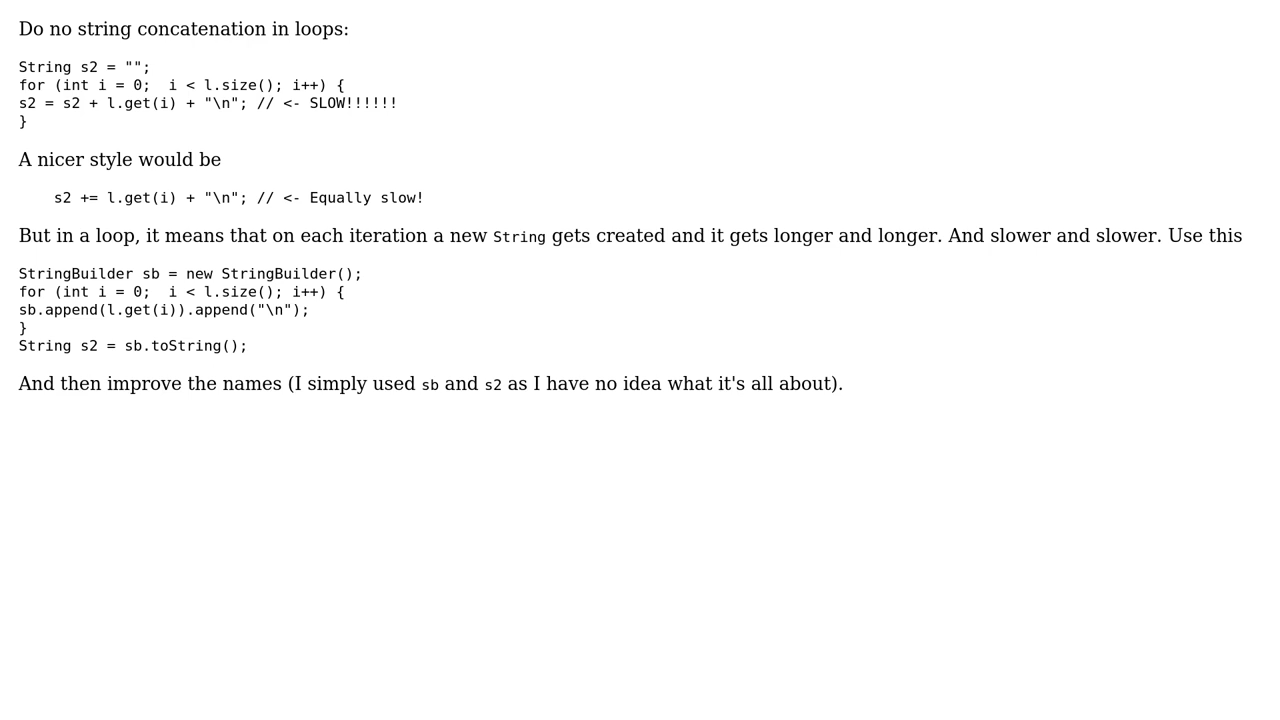 Do no string concatenation in loops:
String s2 = "";
for (int i = 0;  i < l.size(); i++) {
s2 = s2 + l.get(i) + "\n"; // <- SLOW!!!!!!
}
A nicer style would be
    s2 += l.get(i) + "\n"; // <- Equally slow!
But in a loop, it means that on each iteration a new String gets created and it gets longer and longer. And slower and slower. Use this
StringBuilder sb = new StringBuilder();
for (int i = 0;  i < l.size(); i++) {
sb.append(l.get(i)).append("\n");
}
String s2 = sb.toString();
And then improve the names (I simply used sb and s2 as I have no idea what it's all about).